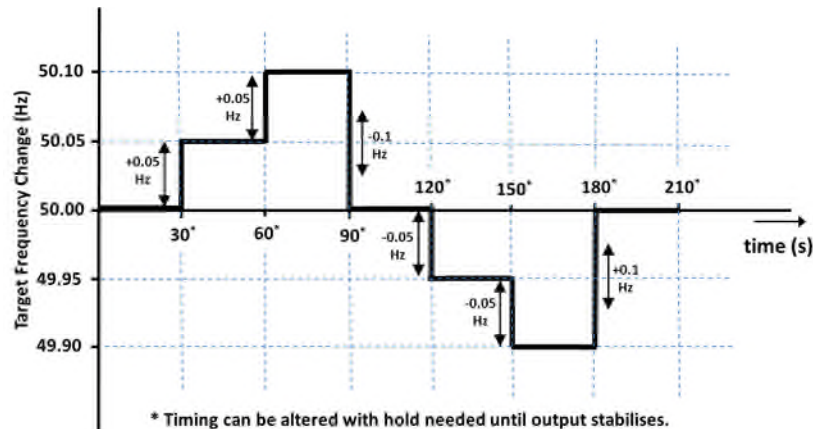 Target Frequency Change (Hz)
50.10
50.05
50.00
49.95
49.90
+0.05
Hz
+0.05
Hz
-0.1
Hz
30*
60*
90*
120*
150*
180*
210*
-0.05
Hz
-0.05
Hz
+0.1
Hz
time (s)
* Timing can be altered with hold needed until output stabilises.